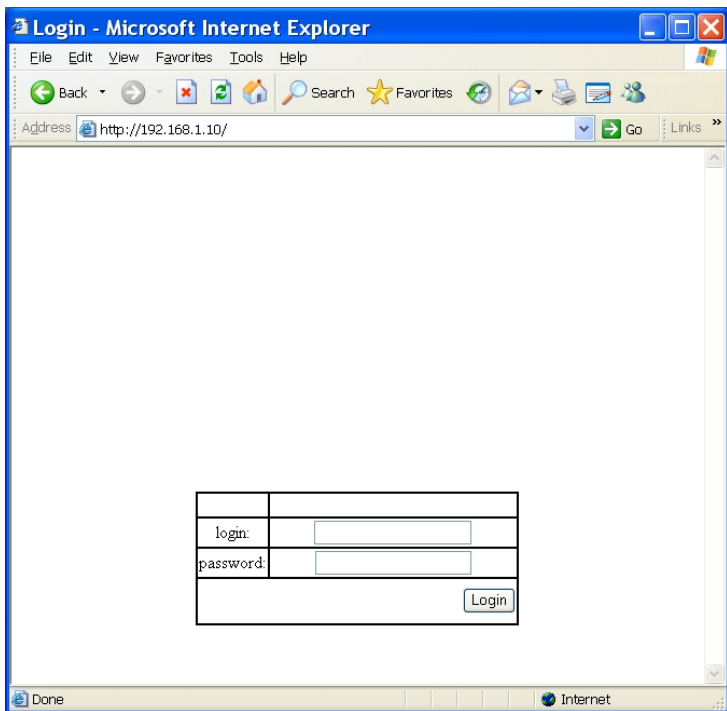 Login - Microsoft Internet Explorer
File Edit View Favorites Tools Help
Back Search Favorites
Address http://192.168.1.10/ Go Links »
login:
password:
Login
Done Internet